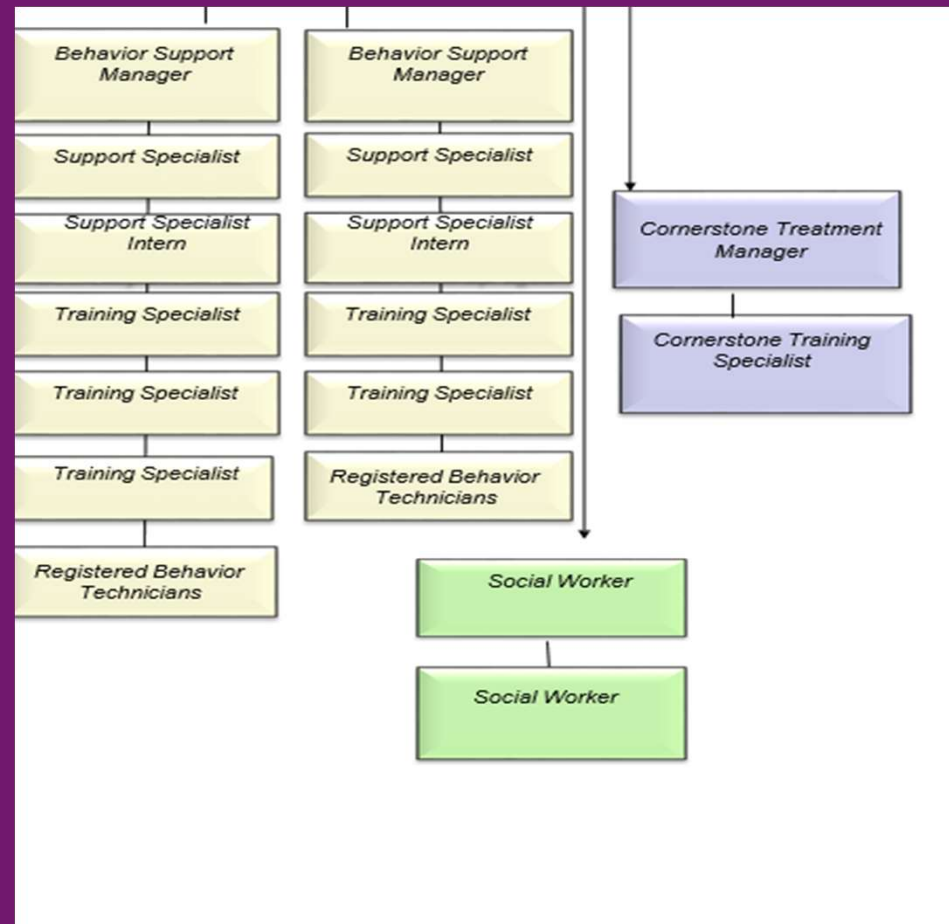 Behavior Support
Manager
Support Specialist
Support Specialist
Intern
Training Specialist
Training Specialist
Training Specialist
Registered Behavior
Technicians
Behavior Support
Manager
Support Specialist
Support Specialist
Intern
Training Specialist
Training Specialist
Registered Behavior
Technicians
Cornerstone Treatment
Manager
Cornerstone Training
Specialist
Social Worker
Social Worker